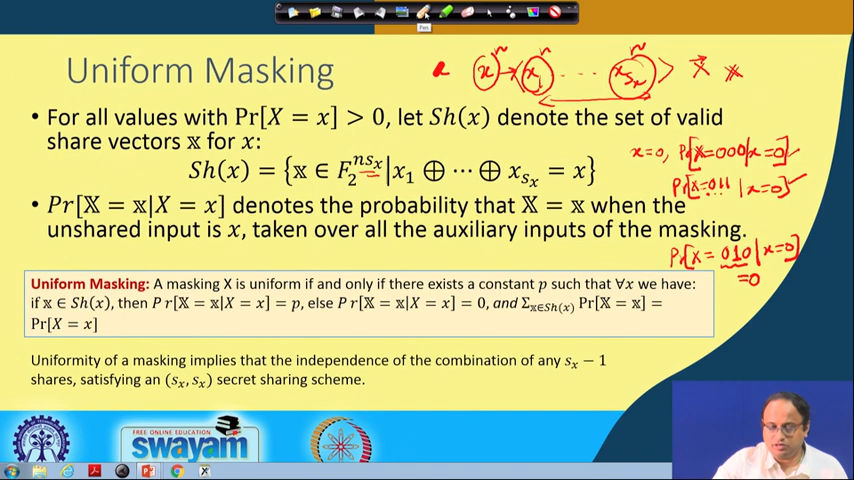 Pen
Uniform Masking
• For all values with Pr[X = x] > 0, let Sh(x) denote the set of valid
share vectors 𝕩 for x:
Sh(x) = {𝕩 ∈ F₂ⁿˢˣ|x₁ ⊕ ⋯ ⊕ x_{s_x} = x}
• Pr[𝕏 = 𝕩|X = x] denotes the probability that 𝕏 = 𝕩 when the
unshared input is x, taken over all the auxiliary inputs of the masking.
x=0, Pr[X=000|x=0]
Pr[X=011 | x=0]
Pr[X = 010 | x=0]
=0
Uniform Masking: A masking X is uniform if and only if there exists a constant p such that ∀x we have:
if 𝕩 ∈ Sh(x), then P r[𝕏 = 𝕩|X = x] = p, else P r[𝕏 = 𝕩|X = x] = 0, and Σ_{𝕩∈Sh(x)} Pr[𝕏 = 𝕩] =
Pr[X = x]
Uniformity of a masking implies that the independence of the combination of any s_x − 1
shares, satisfying an (s_x, s_x) secret sharing scheme.
FREE ONLINE EDUCATION
swayam